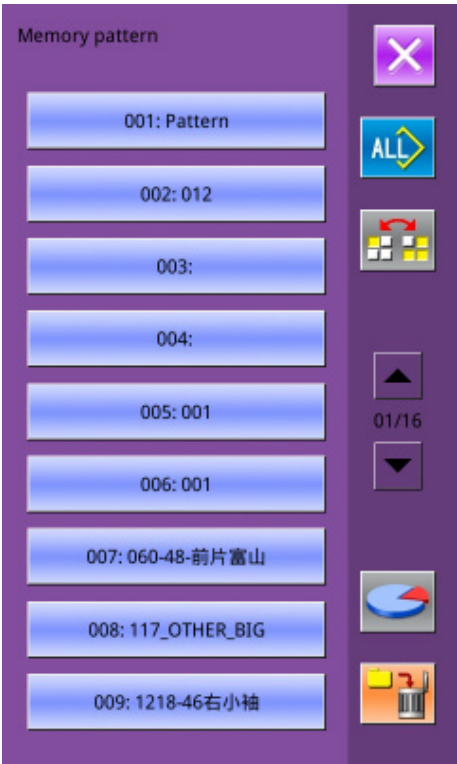 Memory pattern
001: Pattern
ALL
002: 012
003:
004:
005: 001
01/16
006: 001
007: 060-48-前片富山
008: 117_OTHER_BIG
009: 1218-46右小袖